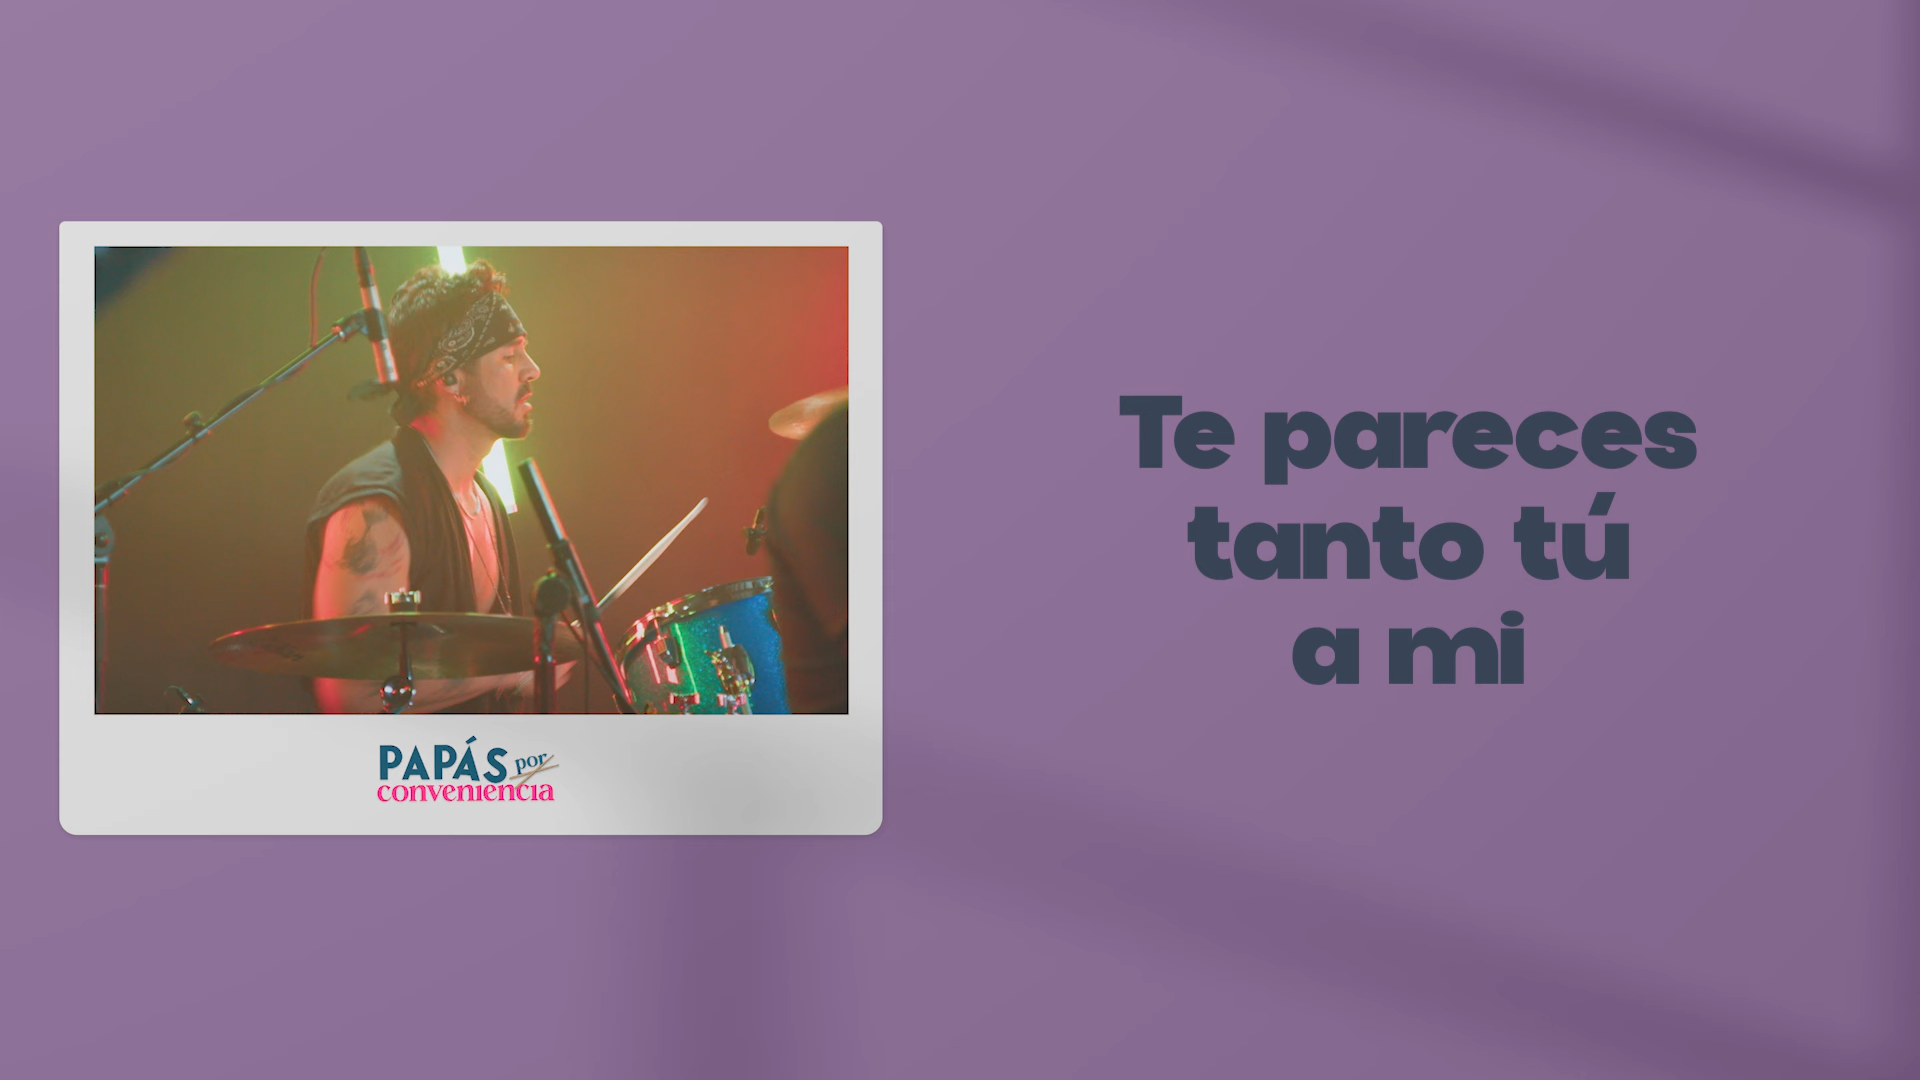 PAPÁS por
conveniencia
Te pareces
tanto tú
a mi